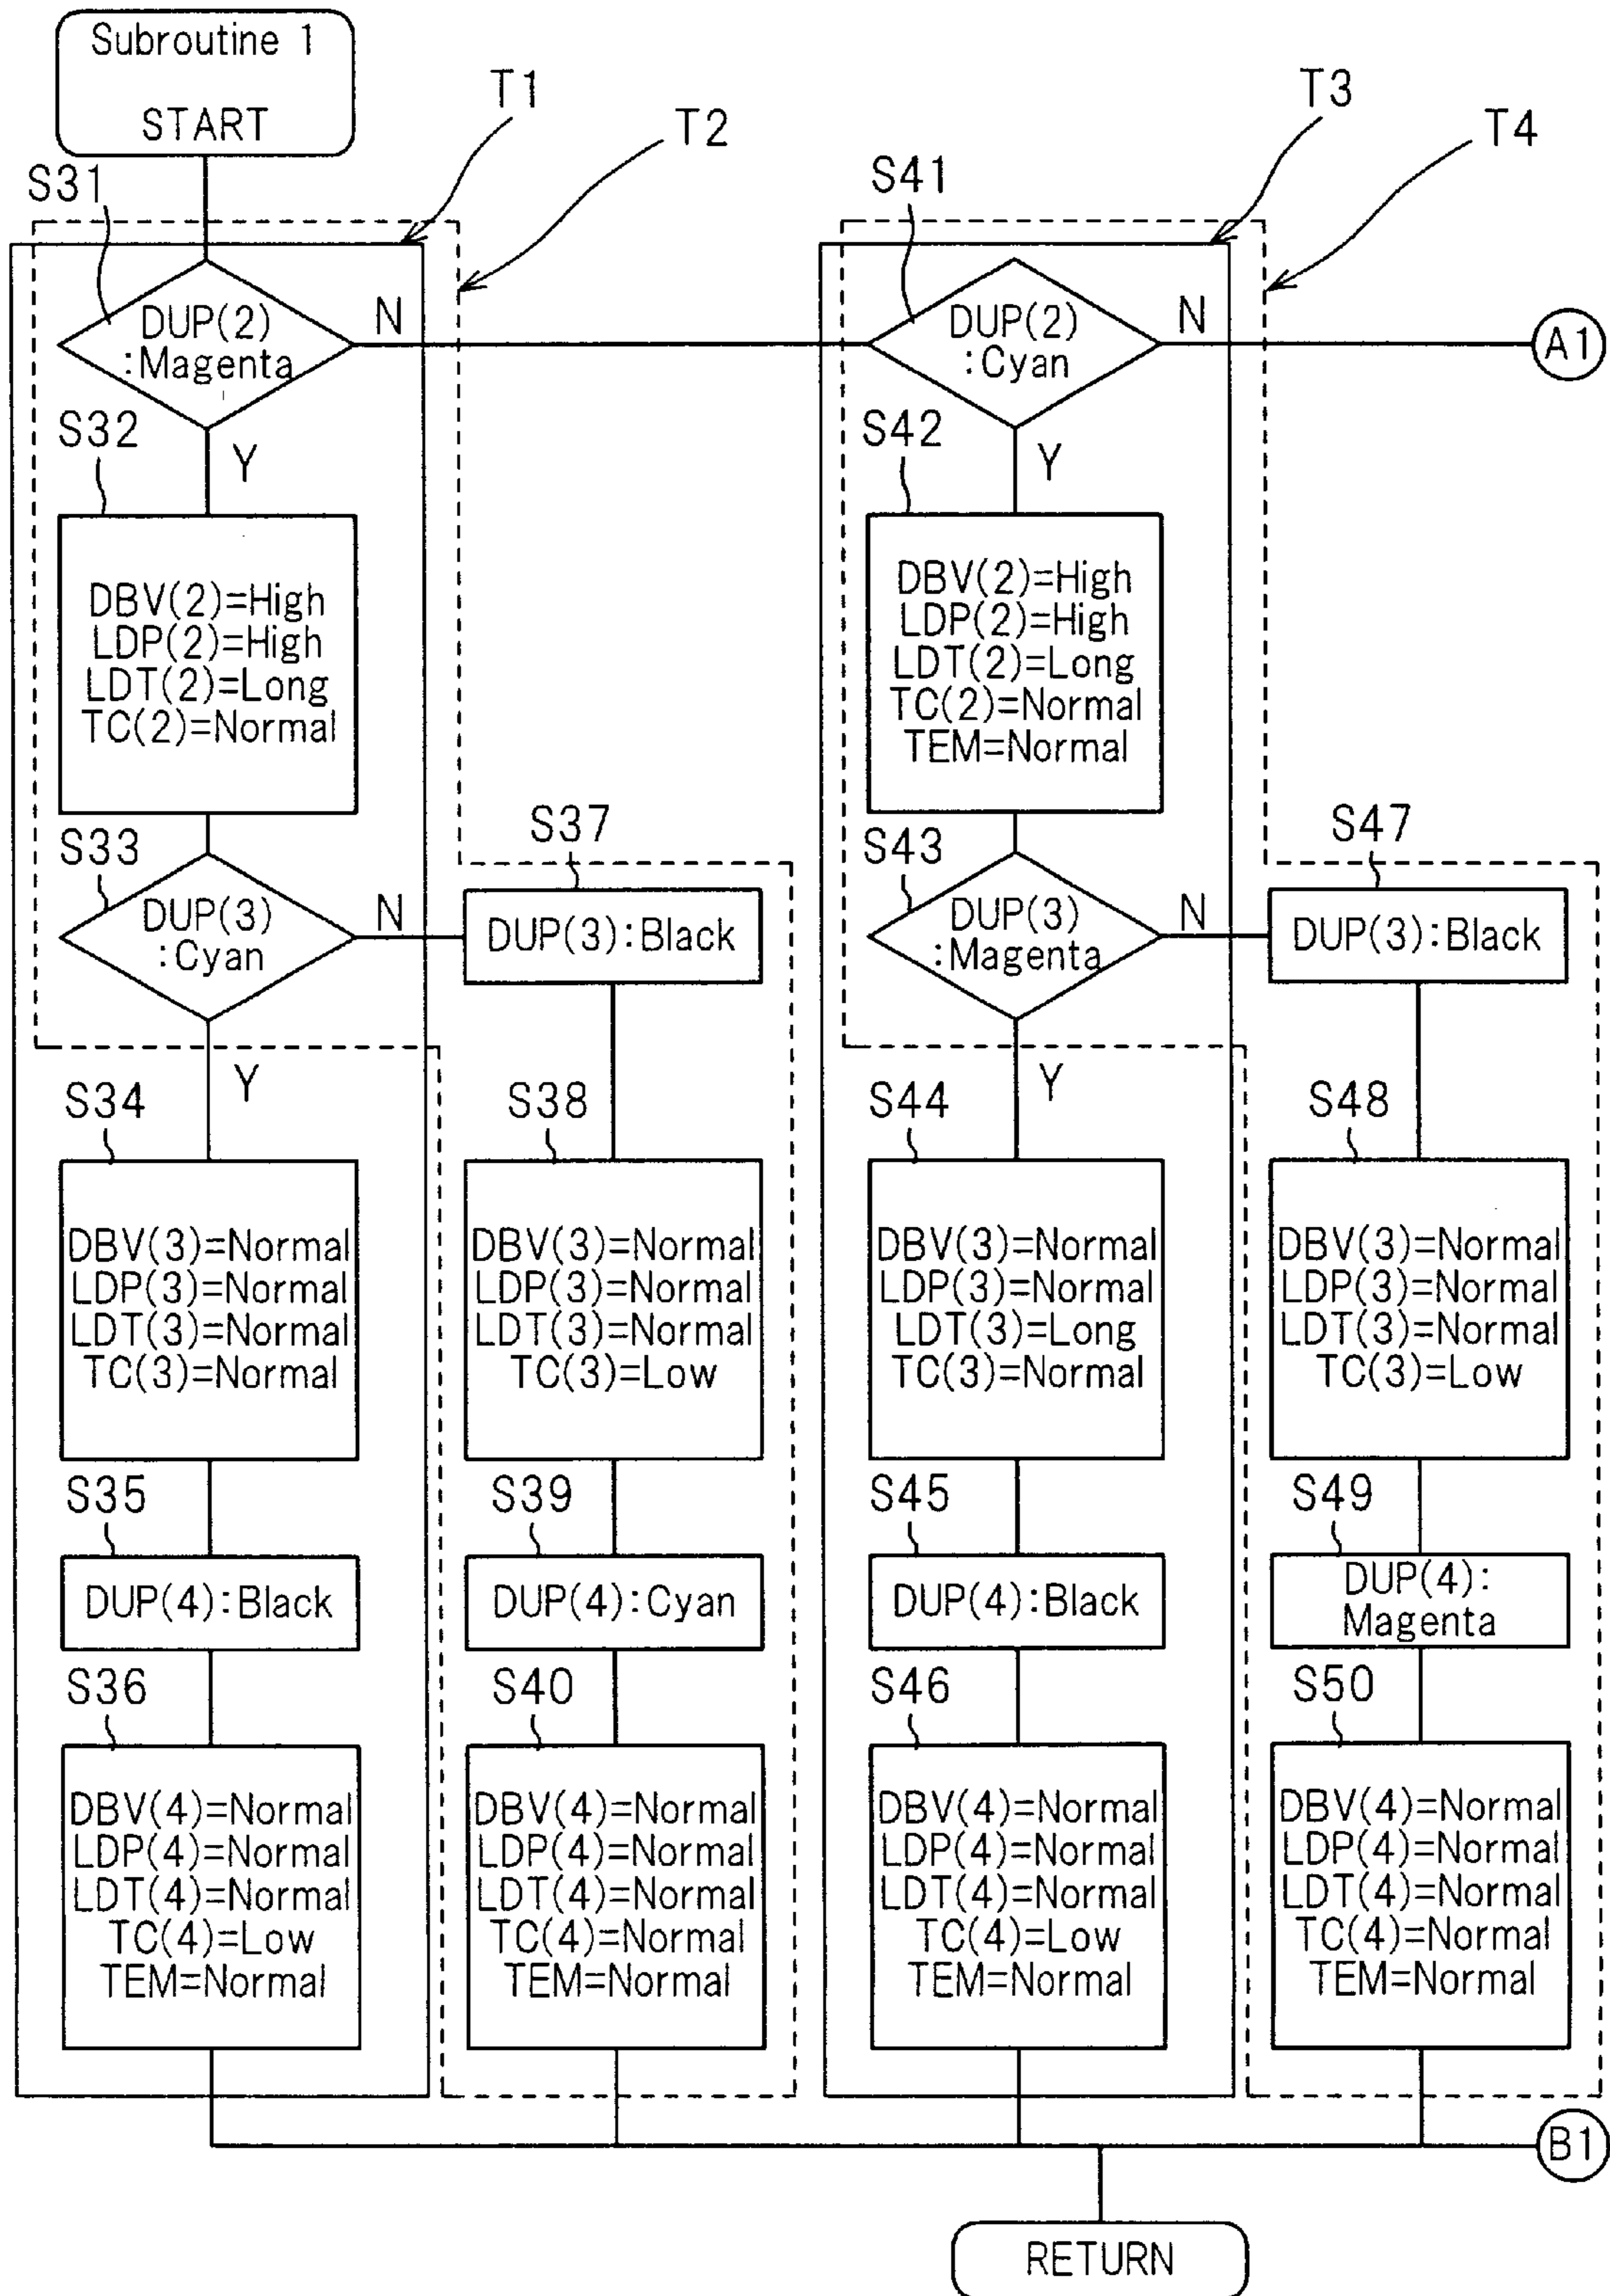 Subroutine 1
START
T1
T2
T3
T4
S31
DUP(2)
:Magenta
N
Y
S32
DBV(2)=High
LDP(2)=High
LDT(2)=Long
TC(2)=Normal
S33
DUP(3)
:Cyan
N
Y
S34
DBV(3)=Normal
LDP(3)=Normal
LDT(3)=Normal
TC(3)=Normal
S35
DUP(4):Black
S36
DBV(4)=Normal
LDP(4)=Normal
LDT(4)=Normal
TC(4)=Low
TEM=Normal
S37
DUP(3):Black
S38
DBV(3)=Normal
LDP(3)=Normal
LDT(3)=Normal
TC(3)=Low
S39
DUP(4):Cyan
S40
DBV(4)=Normal
LDP(4)=Normal
LDT(4)=Normal
TC(4)=Normal
TEM=Normal
S41
DUP(2)
:Cyan
N
A1
Y
S42
DBV(2)=High
LDP(2)=High
LDT(2)=Long
TC(2)=Normal
TEM=Normal
S43
DUP(3)
:Magenta
N
Y
S44
DBV(3)=Normal
LDP(3)=Normal
LDT(3)=Long
TC(3)=Normal
S45
DUP(4):Black
S46
DBV(4)=Normal
LDP(4)=Normal
LDT(4)=Normal
TC(4)=Low
TEM=Normal
S47
DUP(3):Black
S48
DBV(3)=Normal
LDP(3)=Normal
LDT(3)=Normal
TC(3)=Low
S49
DUP(4):
Magenta
S50
DBV(4)=Normal
LDP(4)=Normal
LDT(4)=Normal
TC(4)=Normal
TEM=Normal
B1
RETURN